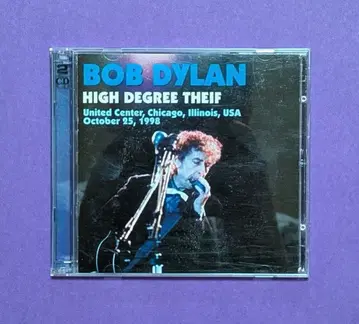 BOB DYLAN
HIGH DEGREE THEIF
United Center, Chicago, Illinois, USA
October 25, 1998